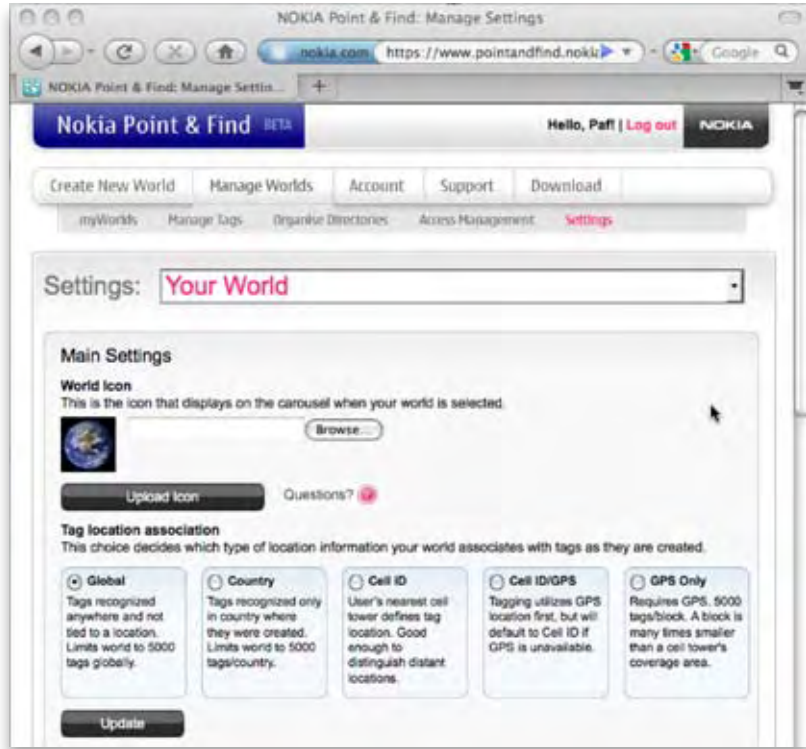 NOKIA Point & Find: Manage Settings
nokia.com https://www.pointandfind.nokia
Google
NOKIA Point & Find: Manage Settin...
Nokia Point & Find BETA
Hello, Paf! | Log out
NOKIA
Create New World Manage Worlds Account Support Download
myWorlds Manage Tags Organise Directories Access Management Settings
Settings: Your World
Main Settings
World Icon
This is the icon that displays on the carousel when your world is selected.
Browse...
Upload Icon Questions? ?
Tag location association
This choice decides which type of location information your world associates with tags as they are created.
Global
Tags recognized
anywhere and not
tied to a location.
Limits world to 5000
tags globally.
Country
Tags recognized only
in country where
they were created.
Limits world to 5000
tags/country.
Cell ID
User's nearest cell
tower defines tag
location. Good
enough to
distinguish distant
locations.
Cell ID/GPS
Tagging utilizes GPS
location first, but will
default to Cell ID if
GPS is unavailable.
GPS Only
Requires GPS. 5000
tags/block. A block is
many times smaller
than a cell tower's
coverage area.
Update